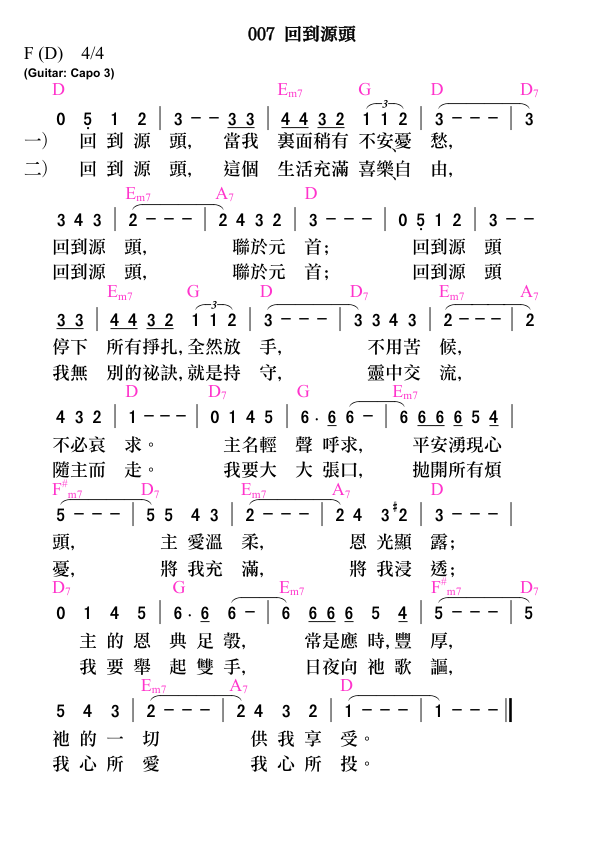 007 回到源頭
F (D) 4/4
(Guitar: Capo 3)
D Em7 G D D7
0 5 1 2 | 3 - - 3 3 | 4 4 3 2 1 1 2 | 3 - - - | 3
一) 回到源 頭, 當我 裏面稍有 不安憂 愁,
二) 回到源 頭, 這個 生活充滿 喜樂、自 由,
Em7 A7 D
3 4 3 | 2 - - - | 2 4 3 2 | 3 - - - | 0 5 1 2 | 3 - -
回到源 頭, 聯於元 首; 回到源 頭
回到源 頭, 聯於元 首; 回到源 頭
Em7 G D D7 Em7 A7
3 3 | 4 4 3 2 1 1 2 | 3 - - - | 3 3 4 3 | 2 - - - | 2
停下 所有掙扎,全然放 手, 不用苦 候,
我無 別的祕訣,就是持 守, 靈中交 流,
D D7 G Em7
4 3 2 | 1 - - - | 0 1 4 5 | 6 . 6 6 - | 6 6 6 6 5 4 |
不必哀 求。 主名輕 聲 呼求, 平安湧現心
隨主而 走。 我要大 大 張口, 拋開所有煩
F#m7 D7 Em7 A7 D
5 - - - | 5 5 4 3 | 2 - - - | 2 4 3 #2 | 3 - - - |
頭, 主 愛溫 柔, 恩 光顯 露;
憂, 將 我充 滿, 將 我浸 透;
D7 G Em7 F#m7 D7
0 1 4 5 | 6 . 6 6 - | 6 6 6 6 5 4 | 5 - - - | 5
主 的 恩 典 足 彀, 常是應 時,豐 厚,
我 要 舉 起 雙 手, 日夜向 祂 歌 謳,
Em7 A7 D
5 4 3 | 2 - - - | 2 4 3 2 | 1 - - - | 1 - - - ‖
祂 的 一 切 供 我 享 受。
我 心 所 愛 我 心 所 投。